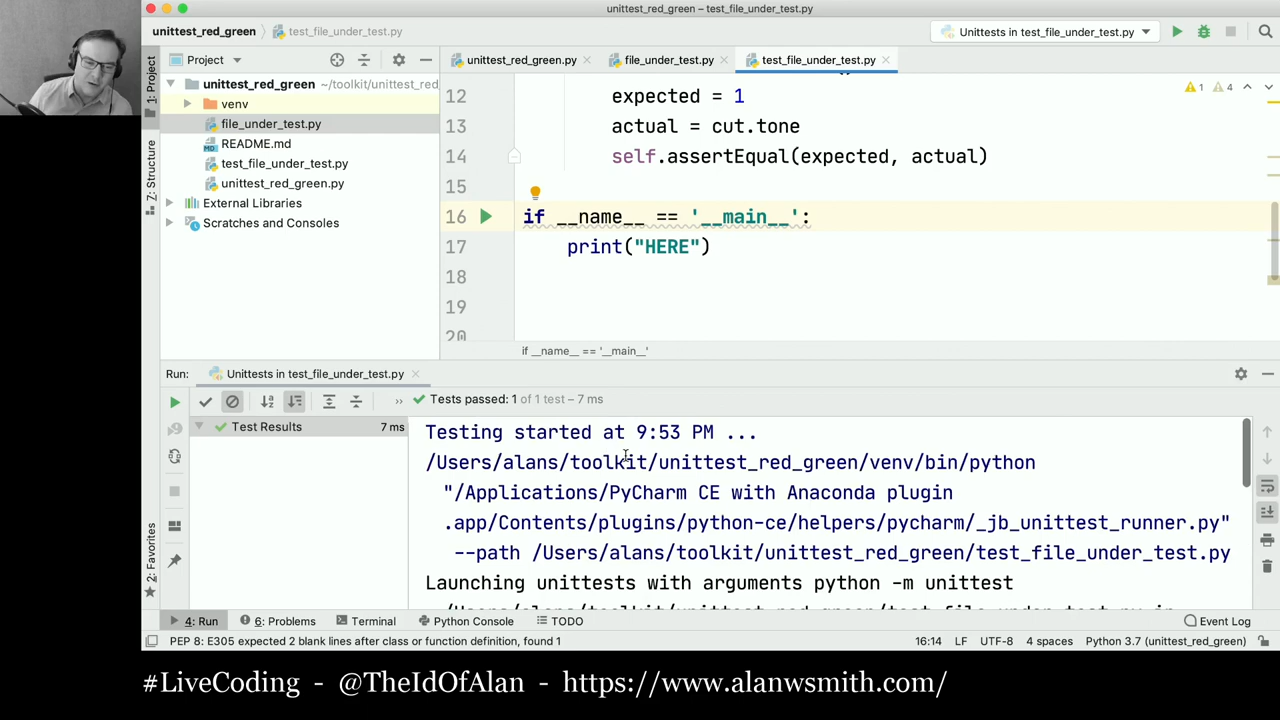 unittest_red_green – test_file_under_test.py
unittest_red_green
test_file_under_test.py
Unittests in test_file_under_test.py
1: Project
Project
unittest_red_green.py
file_under_test.py
test_file_under_test.py
unittest_red_green ~/toolkit/unittest_red
venv
file_under_test.py
README.md
test_file_under_test.py
unittest_red_green.py
External Libraries
Scratches and Consoles
Z: Structure
1
4
12 expected = 1
13 actual = cut.tone
14 self.assertEqual(expected, actual)
15
16 if __name__ == '__main__':
17 print("HERE")
18
19
20
if __name__ == '__main__'
Run:
Unittests in test_file_under_test.py
Tests passed: 1 of 1 test – 7 ms
Test Results
7 ms
Testing started at 9:53 PM ...
/Users/alans/toolkit/unittest_red_green/venv/bin/python
"/Applications/PyCharm CE with Anaconda plugin
.app/Contents/plugins/python-ce/helpers/pycharm/_jb_unittest_runner.py"
--path /Users/alans/toolkit/unittest_red_green/test_file_under_test.py
Launching unittests with arguments python -m unittest
2: Favorites
4: Run
6: Problems
Terminal
Python Console
TODO
Event Log
PEP 8: E305 expected 2 blank lines after class or function definition, found 1
16:14
LF
UTF-8
4 spaces
Python 3.7 (unittest_red_green)
#LiveCoding - @TheIdOfAlan - https://www.alanwsmith.com/